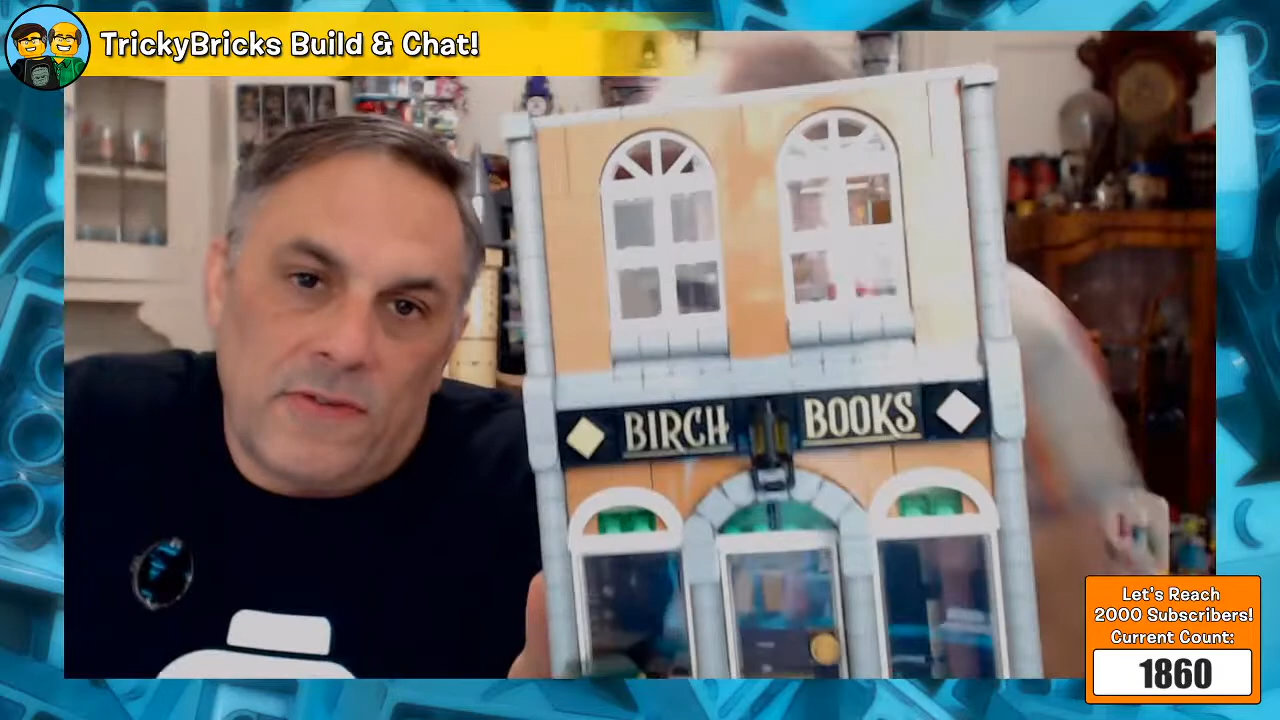 TrickyBricks Build & Chat!
BIRCH BOOKS
Let's Reach
2000 Subscribers!
Current Count:
1860